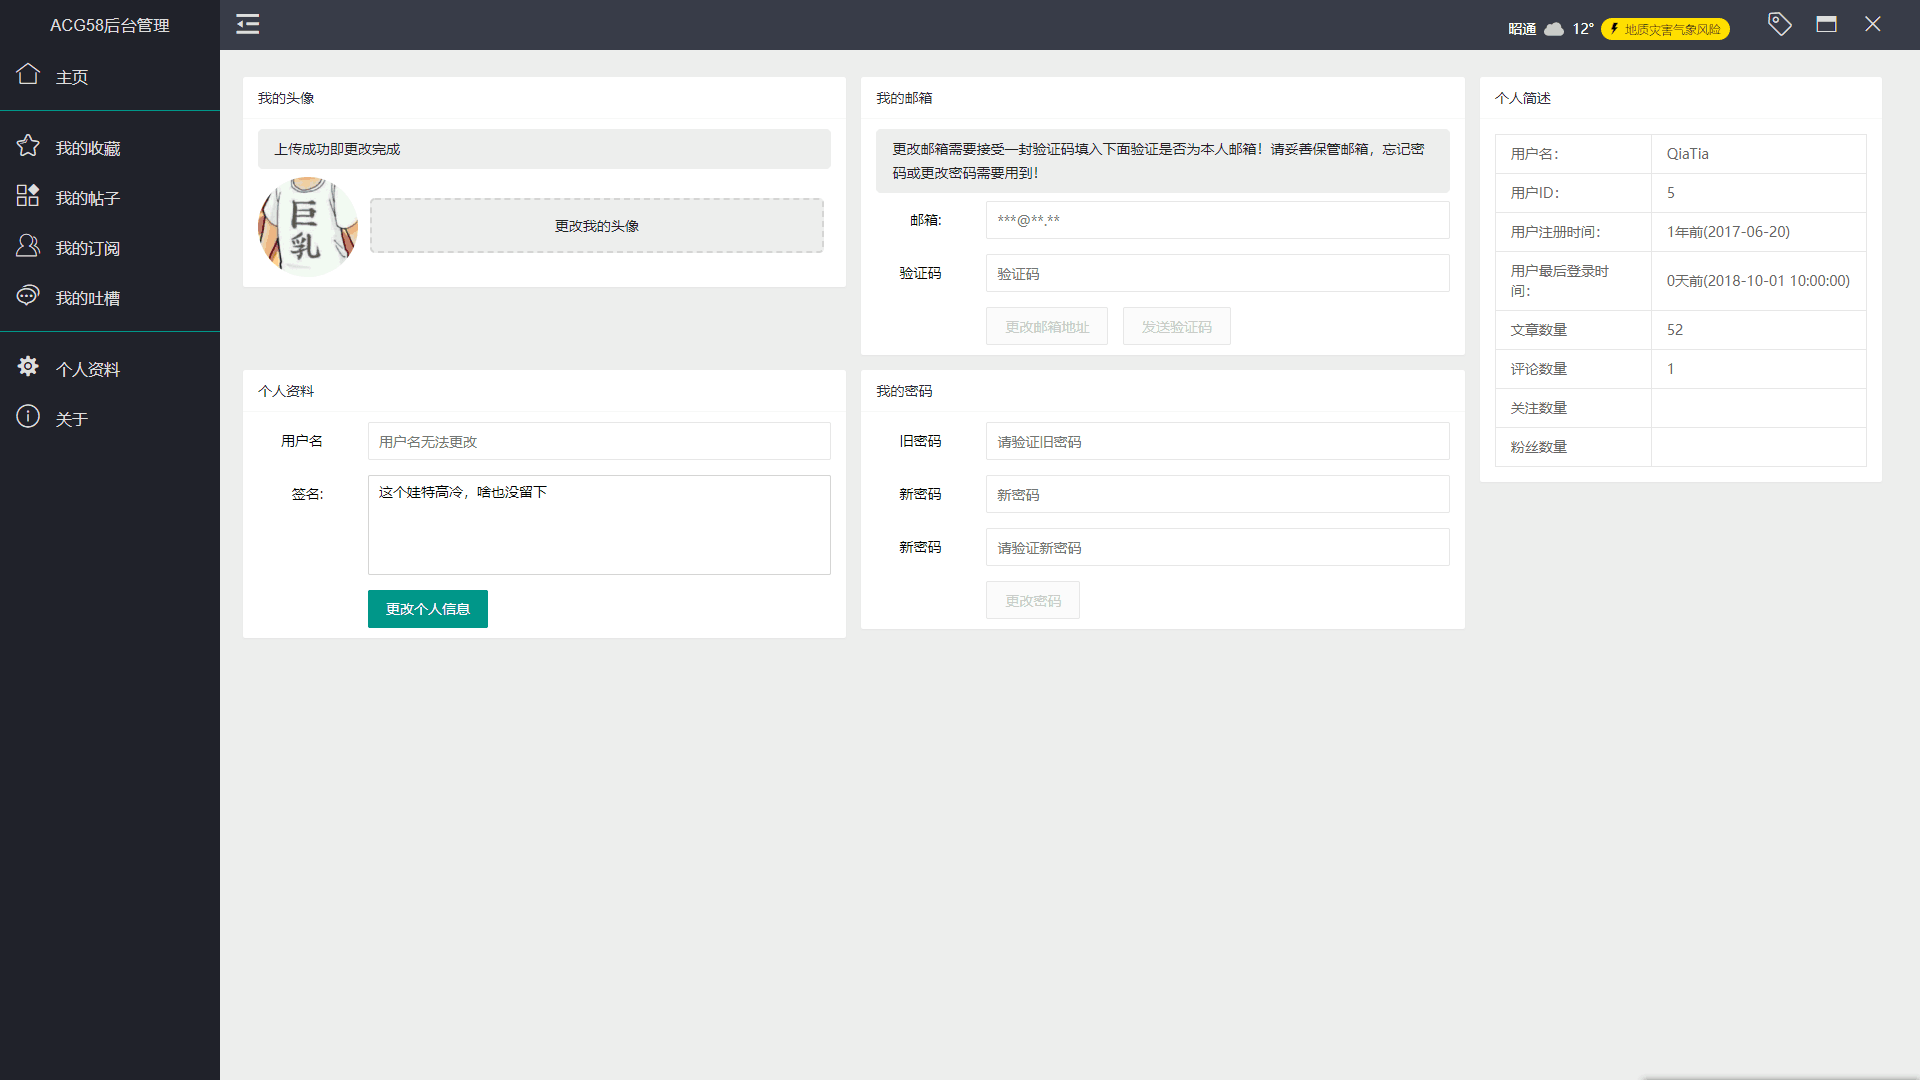 ACG58后台管理
主页
我的收藏
我的帖子
我的订阅
我的吐槽
个人资料
关于
昭通 12° 地质灾害气象风险
我的头像
上传成功即更改完成
巨乳
更改我的头像
我的邮箱
更改邮箱需要接受一封验证码填入下面验证是否为本人邮箱！请妥善保管邮箱，忘记密
码或更改密码需要用到！
邮箱:
***@**.**
验证码
验证码
更改邮箱地址
发送验证码
个人资料
用户名
用户名无法更改
签名:
这个娃特高冷，啥也没留下
更改个人信息
我的密码
旧密码
请验证旧密码
新密码
新密码
新密码
请验证新密码
更改密码
个人简述
用户名： QiaTia
用户ID： 5
用户注册时间： 1年前(2017-06-20)
用户最后登录时
间：
0天前(2018-10-01 10:00:00)
文章数量 52
评论数量 1
关注数量
粉丝数量